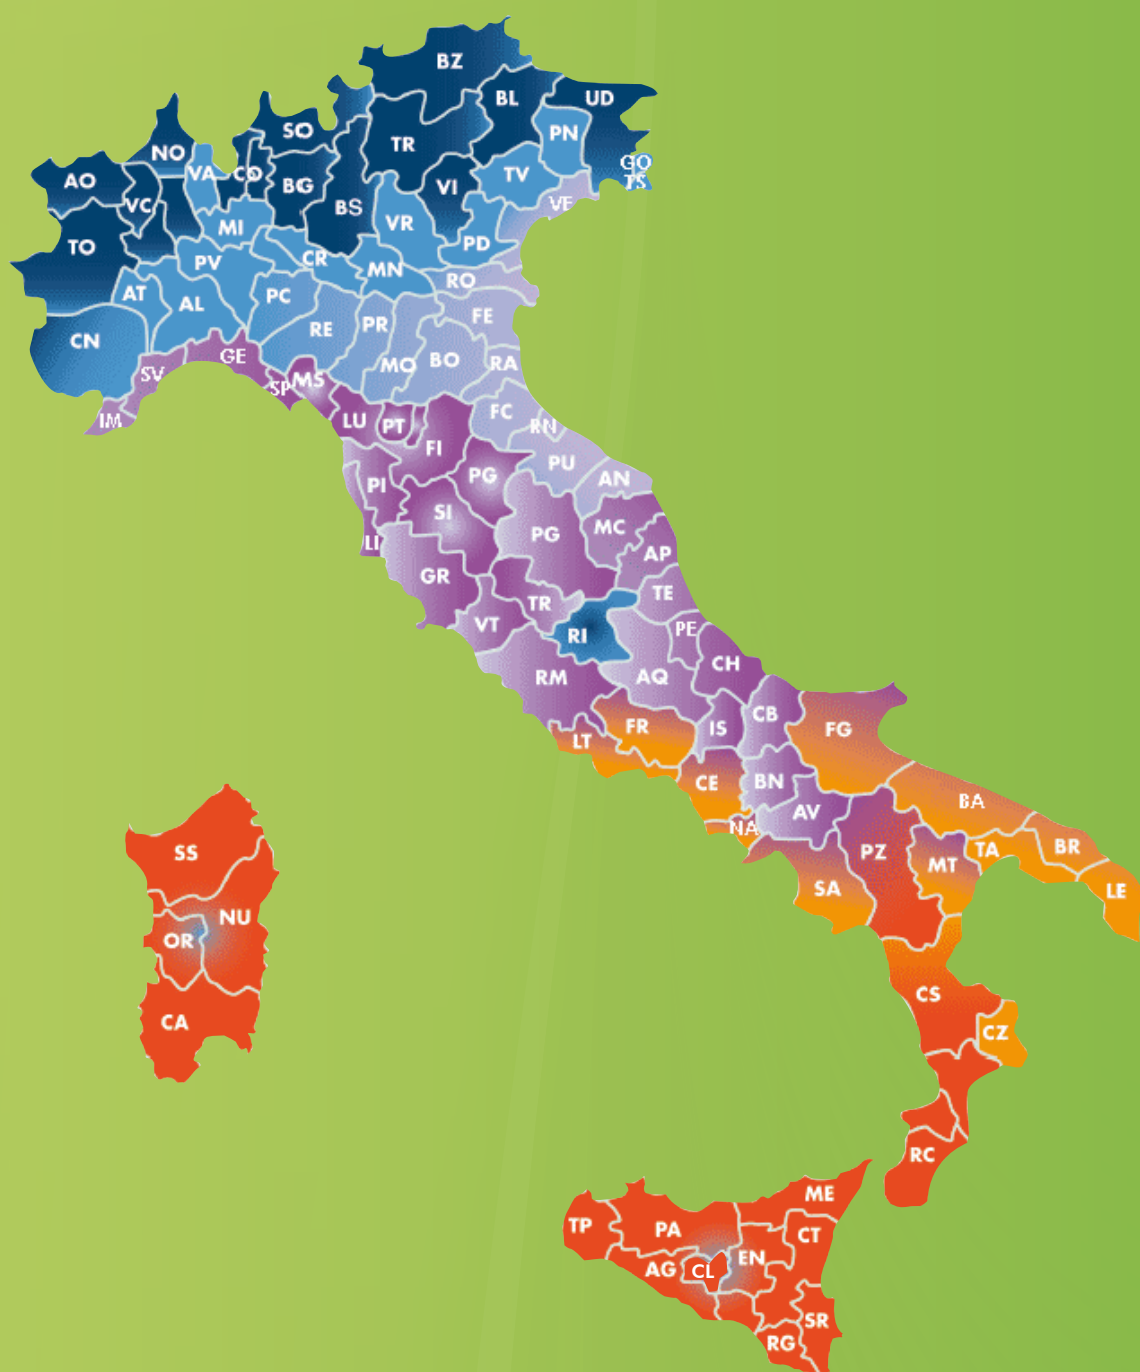 BZ
BL
UD
SO
PN
TR
NO
GO
AO
VA
CO
BG
VI
TV
TS
VC
BS
VE
MI
VR
TO
PD
PV
CR
MN
RO
AT
AL
PC
FE
RE
PR
CN
GE
MO
BO
RA
SV
SP
MS
IM
LU
PT
FC
RN
FI
PU
PG
AN
PI
SI
MC
PG
LI
AP
GR
TE
TR
VT
RI
PE
CH
RM
AQ
CB
FR
IS
FG
LT
CE
BN
BA
AV
NA
BR
SS
PZ
TA
MT
SA
LE
NU
OR
CS
CA
CZ
RC
ME
TP
PA
CT
EN
AG
CL
SR
RG